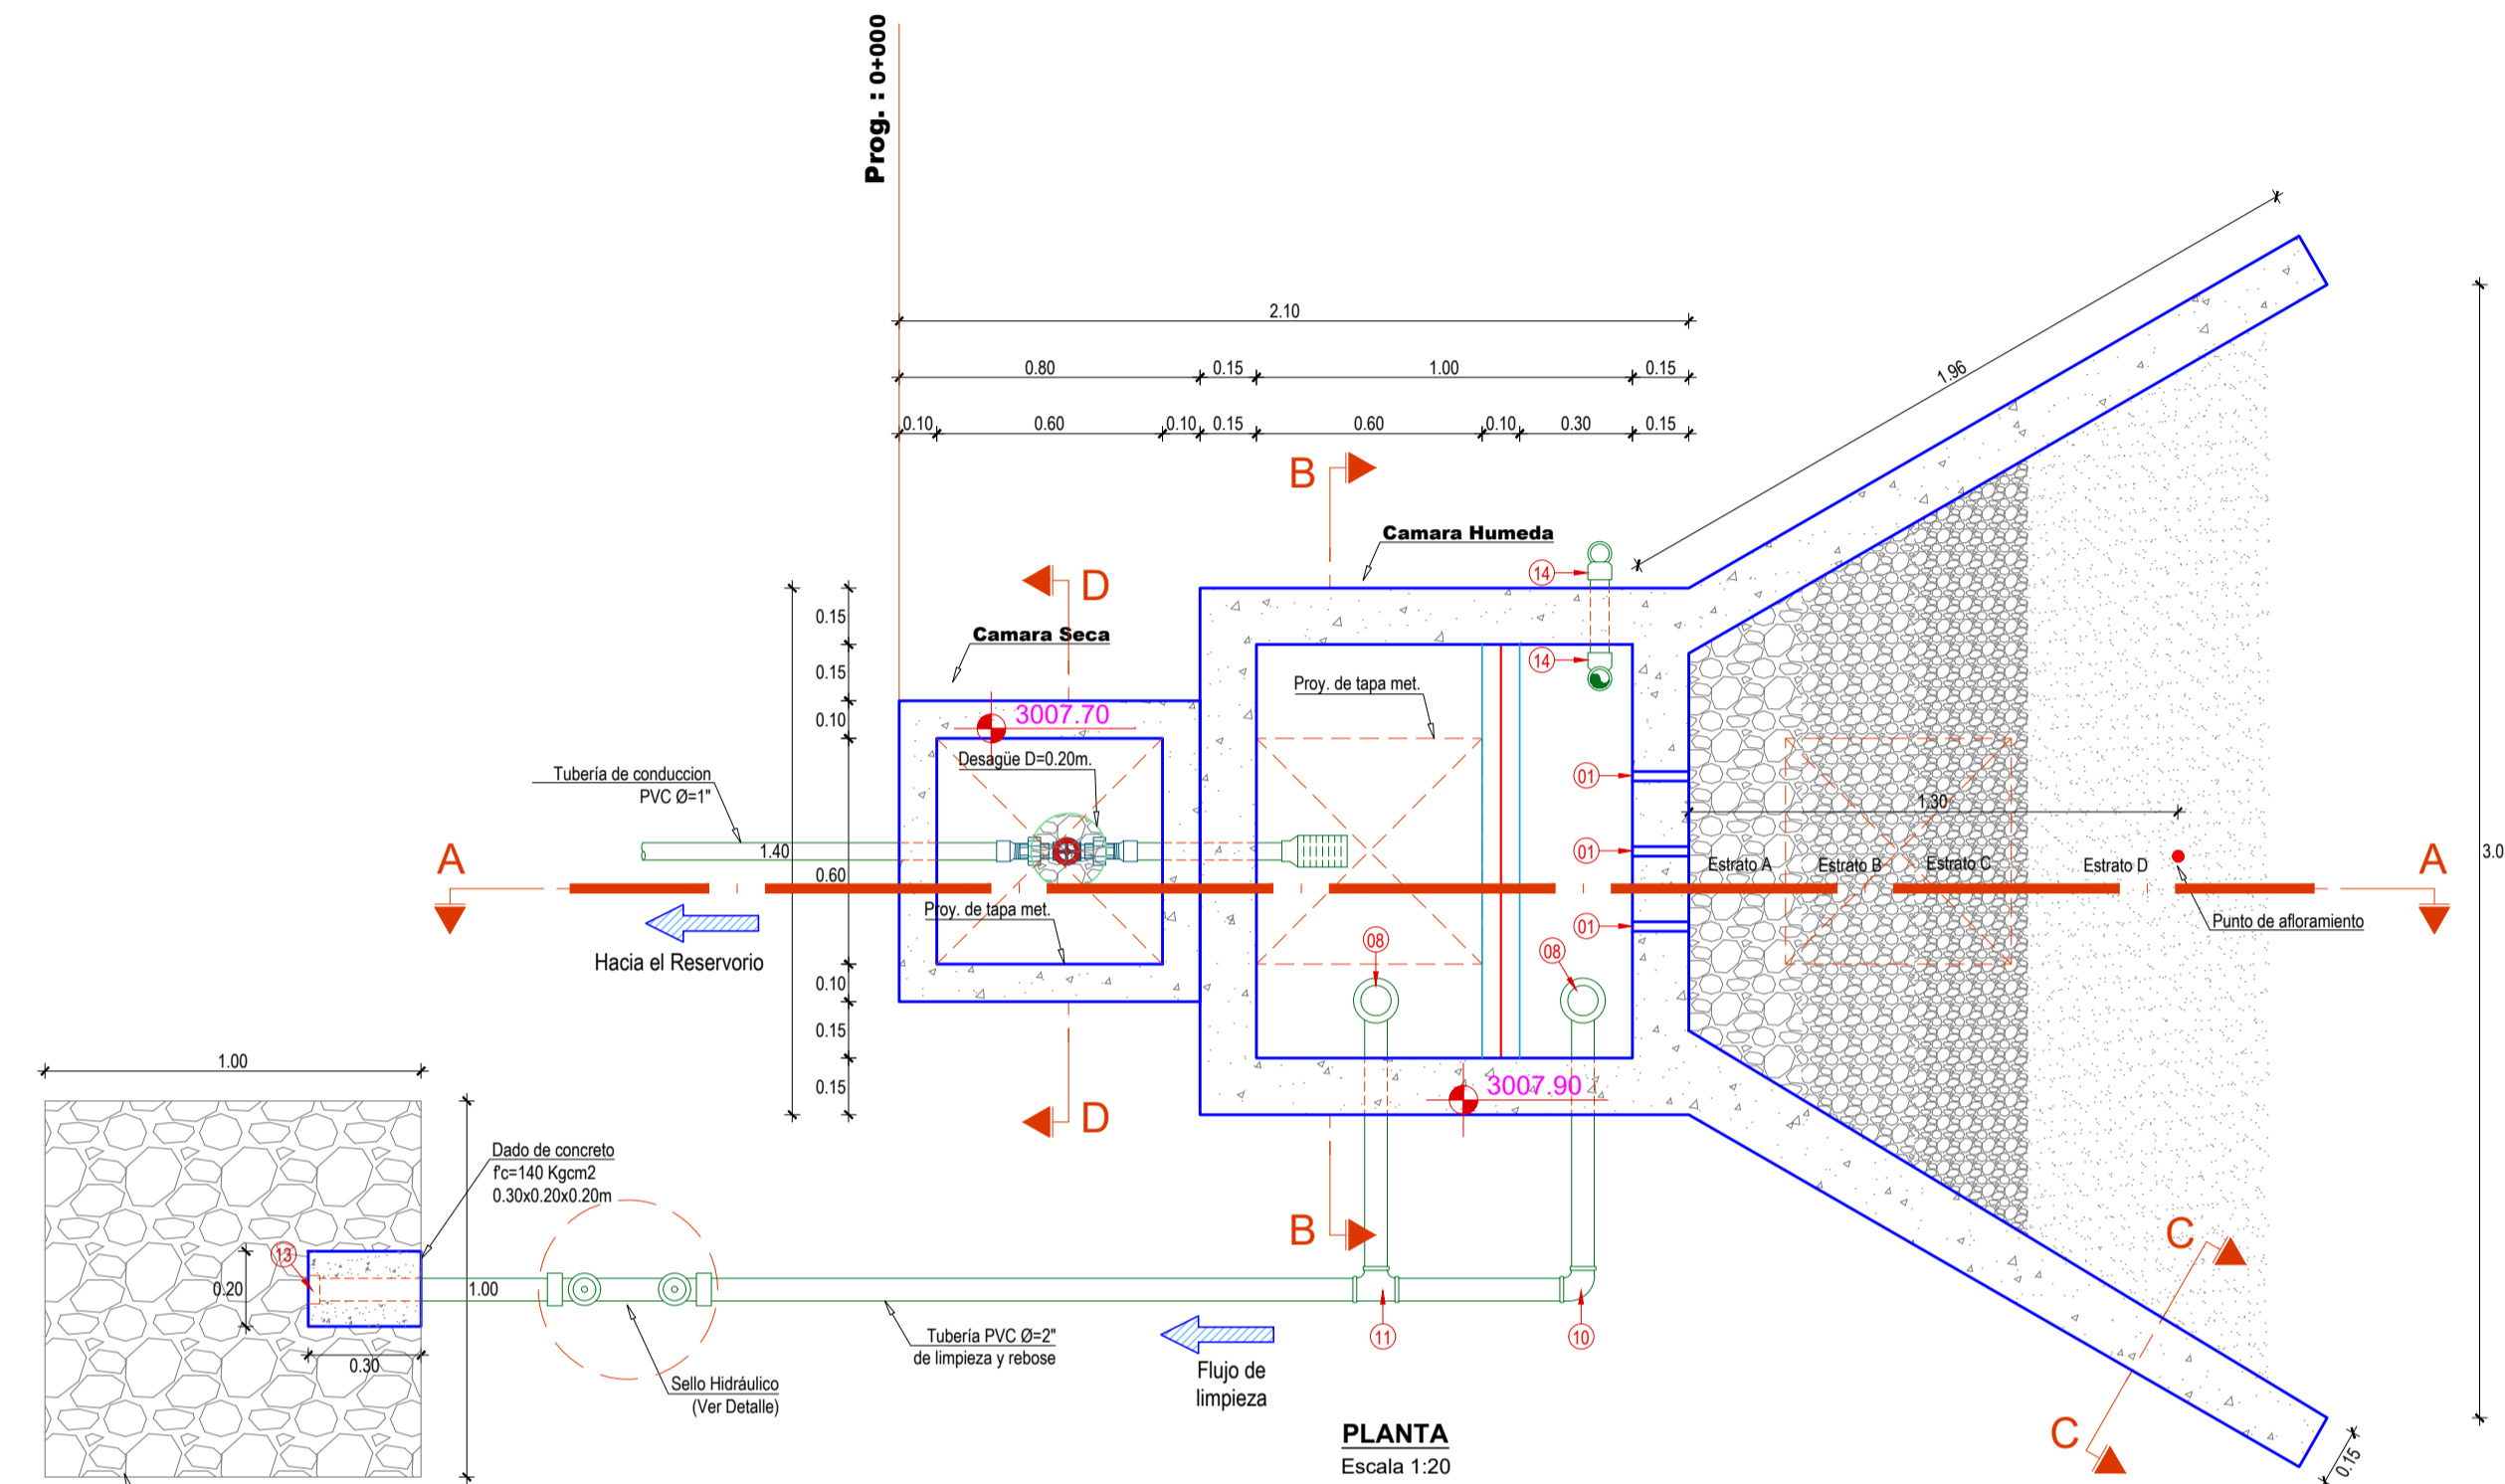 Prog. : 0+000
2.10
0.80
0.15
1.00
0.15
0.10
0.60
0.10
0.15
0.60
0.10
0.30
0.15
1.96
B
Camara Humeda
14
D
0.15
Camara Seca
14
0.15
Proy. de tapa met.
0.10
3007.70
Desagüe D=0.20m.
Tubería de conduccion
PVC Ø=1"
01
1.30
A
1.40
0.60
01
Estrato A
Estrato B
Estrato C
Estrato D
A
3.0
Proy. de tapa met.
01
Punto de afloramiento
Hacia el Reservorio
08
08
0.10
0.15
0.15
3007.90
D
1.00
Dado de concreto
f'c=140 Kgcm2
0.30x0.20x0.20m
B
C
13
0.20
1.00
0.30
Tubería PVC Ø=2"
de limpieza y rebose
11
10
Sello Hidráulico
(Ver Detalle)
Flujo de
limpieza
C
0.15
PLANTA
Escala 1:20